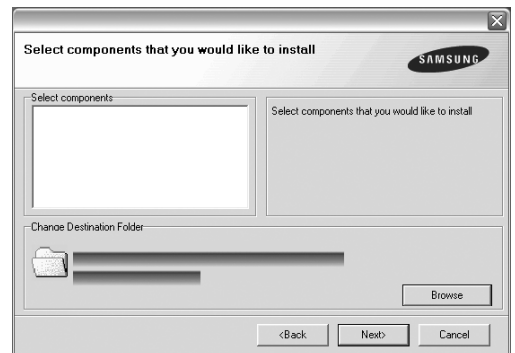 Select components that you would like to install
SAMSUNG
Select components
Select components that you would like to install
Change Destination Folder
Browse
<Back
Next>
Cancel